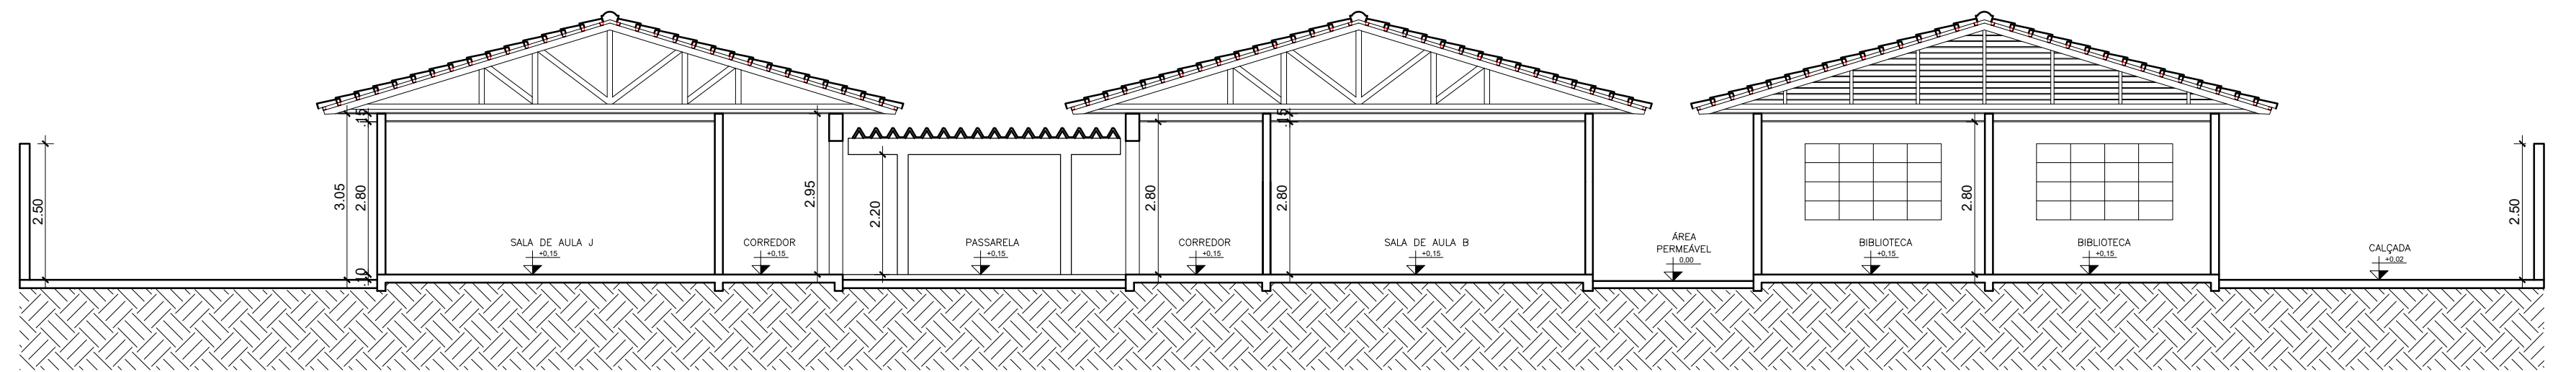 2.50
3.05
.15
2.80
.10
SALA DE AULA J
+0,15
CORREDOR
+0,15
2.95
2.20
PASSARELA
+0,15
2.80
CORREDOR
+0,15
.15
2.80
SALA DE AULA B
+0,15
ÁREA
PERMEÁVEL
0.00
BIBLIOTECA
+0,15
2.80
BIBLIOTECA
+0,15
CALÇADA
+0.02
2.50